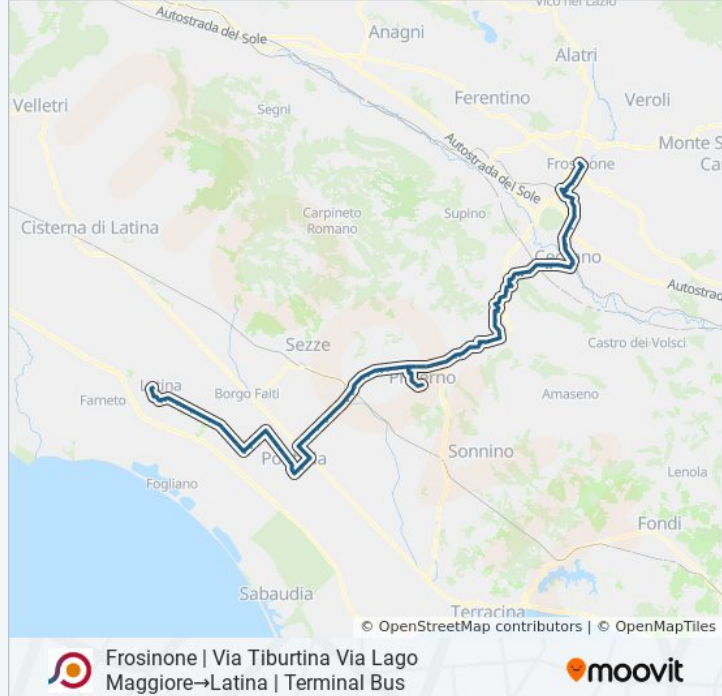 Vico nel Lazio
Autostrada del Sole
Anagni
Alatri
Velletri
Ferentino
Segni
Veroli
Autostrada del Sole
Monte S
Ca
Frosinone
Carpineto
Romano
Supino
Cisterna di Latina
Ceccano
Autostrada
Sezze
Castro dei Volsci
Latina
Priverno
Farneto
Borgo Faiti
Amaseno
Pontinia
Sonnino
Lenola
Fogliano
Fondi
Sabaudia
Terracina
© OpenStreetMap contributors | © OpenMapTiles
Frosinone | Via Tiburtina Via Lago
Maggiore→Latina | Terminal Bus
moovit